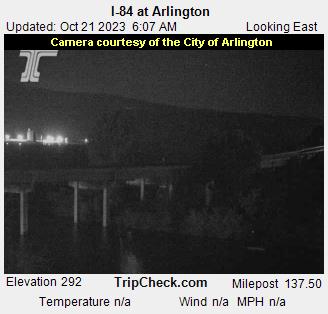 I-84 at Arlington
Updated: Oct 21 2023 6:07 AM Looking East
Camera courtesy of the City of Arlington
Elevation 292 TripCheck.com Milepost 137.50
Temperature n/a Wind n/a MPH n/a